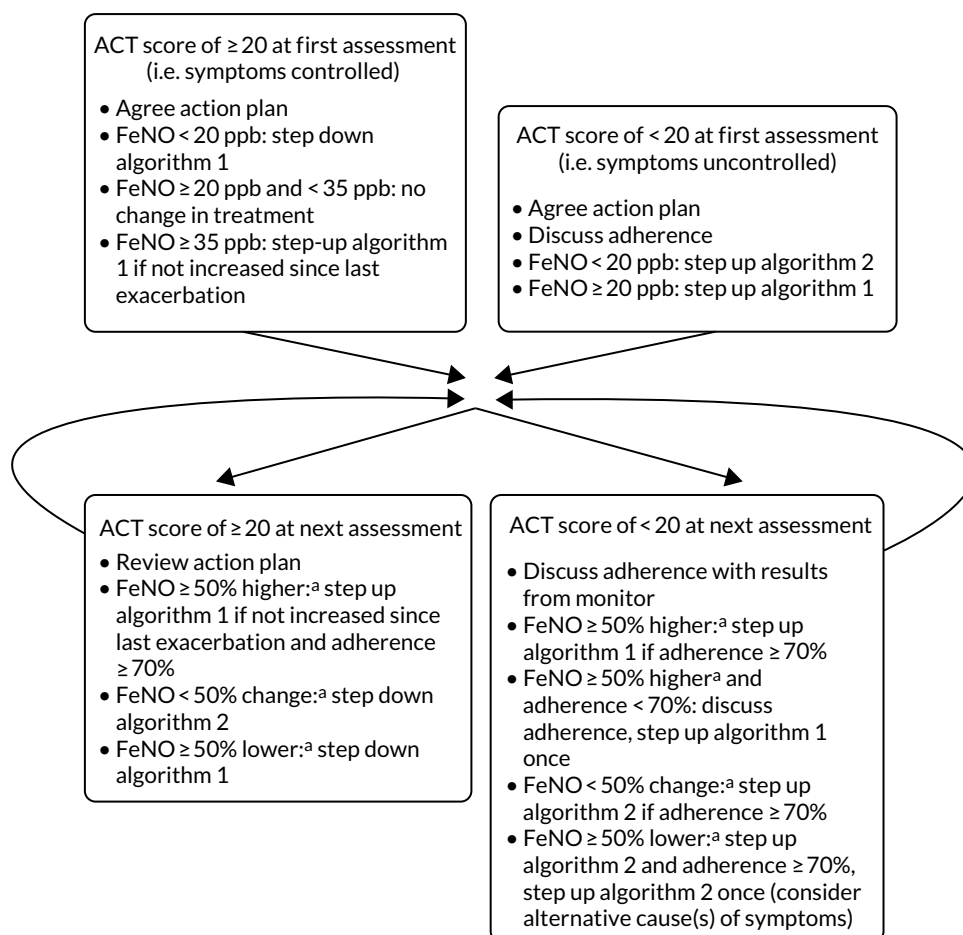 ACT score of ≥ 20 at first assessment
(i.e. symptoms controlled)
• Agree action plan
• FeNO < 20 ppb: step down
algorithm 1
• FeNO ≥ 20 ppb and < 35 ppb: no
change in treatment
• FeNO ≥ 35 ppb: step-up algorithm
1 if not increased since last
exacerbation
ACT score of < 20 at first assessment
(i.e. symptoms uncontrolled)
• Agree action plan
• Discuss adherence
• FeNO < 20 ppb: step up algorithm 2
• FeNO ≥ 20 ppb: step up algorithm 1
ACT score of ≥ 20 at next assessment
• Review action plan
• FeNO ≥ 50% higher:ᵃ step up
algorithm 1 if not increased since
last exacerbation and adherence
≥ 70%
• FeNO < 50% change:ᵃ step down
algorithm 2
• FeNO ≥ 50% lower:ᵃ step down
algorithm 1
ACT score of < 20 at next assessment
• Discuss adherence with results
from monitor
• FeNO ≥ 50% higher:ᵃ step up
algorithm 1 if adherence ≥ 70%
• FeNO ≥ 50% higherᵃ and
adherence < 70%: discuss
adherence, step up algorithm 1
once
• FeNO < 50% change:ᵃ step up
algorithm 2 if adherence ≥ 70%
• FeNO ≥ 50% lower:ᵃ step up
algorithm 2 and adherence ≥ 70%,
step up algorithm 2 once (consider
alternative cause(s) of symptoms)